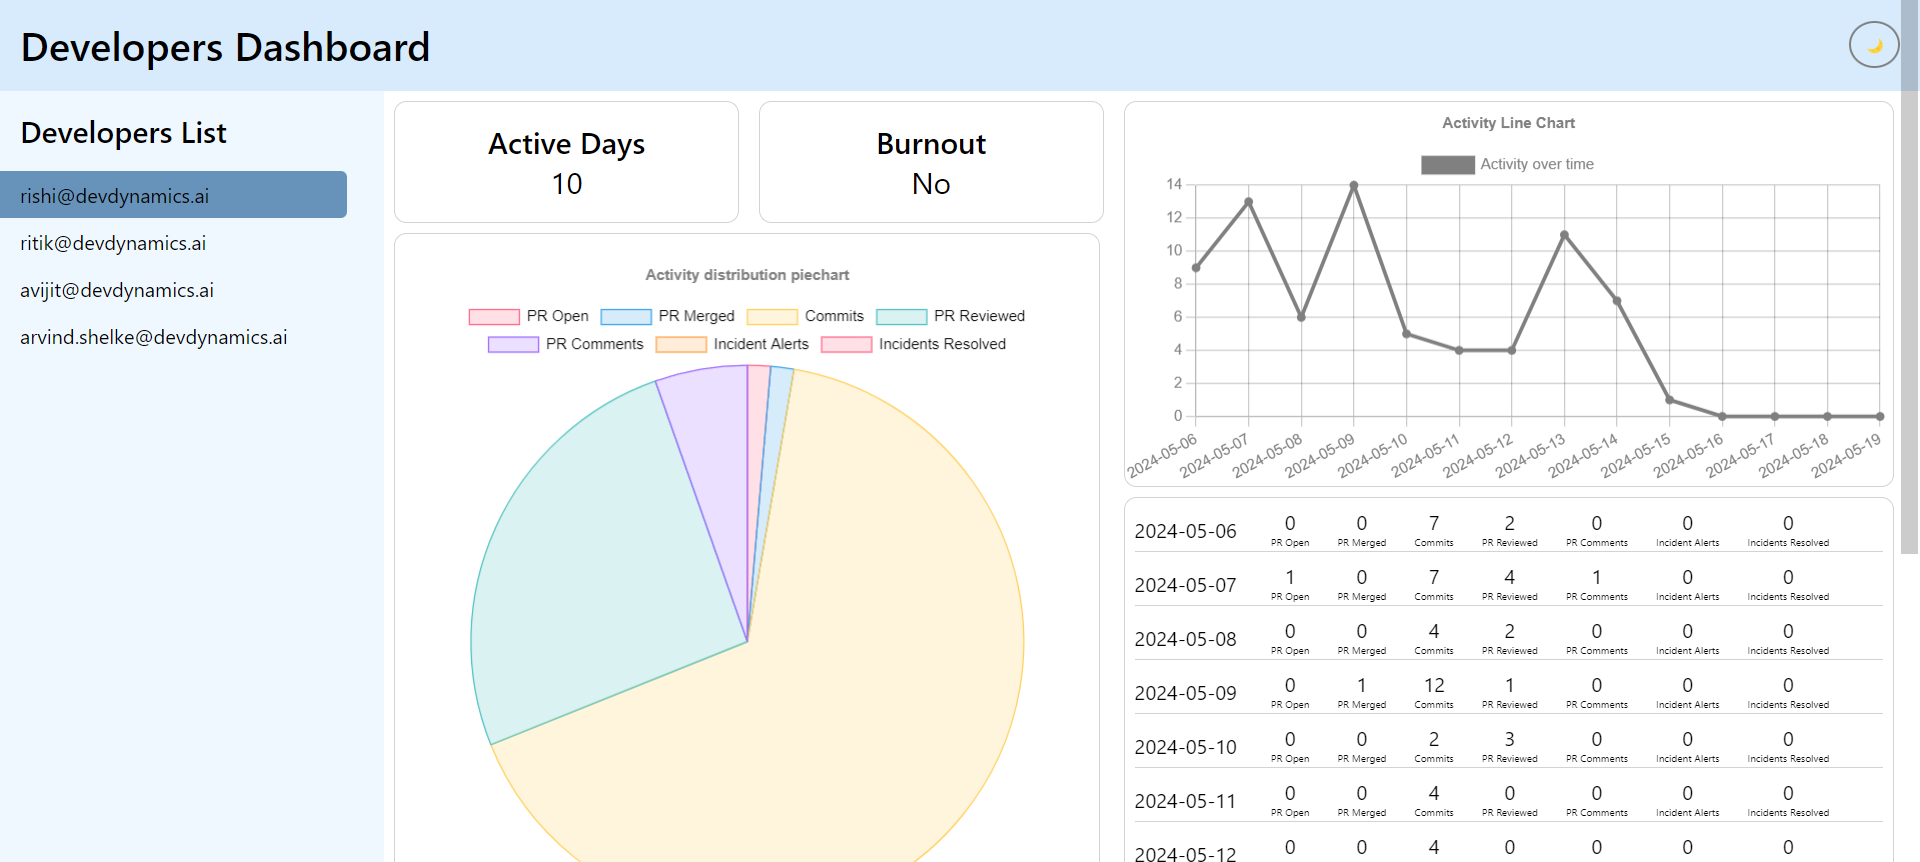 Developers Dashboard
Developers List
rishi@devdynamics.ai
ritik@devdynamics.ai
avijit@devdynamics.ai
arvind.shelke@devdynamics.ai
Active Days
10
Burnout
No
Activity distribution piechart
PR Open PR Merged Commits PR Reviewed
PR Comments Incident Alerts Incidents Resolved
Activity Line Chart
Activity over time
14
12
10
8
6
4
2
0
2024-05-06 2024-05-07 2024-05-08 2024-05-09 2024-05-10 2024-05-11 2024-05-12 2024-05-13 2024-05-14 2024-05-15 2024-05-16 2024-05-17 2024-05-18 2024-05-19
2024-05-06 0 0 7 2 0 0 0
PR Open PR Merged Commits PR Reviewed PR Comments Incident Alerts Incidents Resolved
2024-05-07 1 0 7 4 1 0 0
PR Open PR Merged Commits PR Reviewed PR Comments Incident Alerts Incidents Resolved
2024-05-08 0 0 4 2 0 0 0
PR Open PR Merged Commits PR Reviewed PR Comments Incident Alerts Incidents Resolved
2024-05-09 0 1 12 1 0 0 0
PR Open PR Merged Commits PR Reviewed PR Comments Incident Alerts Incidents Resolved
2024-05-10 0 0 2 3 0 0 0
PR Open PR Merged Commits PR Reviewed PR Comments Incident Alerts Incidents Resolved
2024-05-11 0 0 4 0 0 0 0
PR Open PR Merged Commits PR Reviewed PR Comments Incident Alerts Incidents Resolved
2024-05-12 0 0 4 0 0 0 0